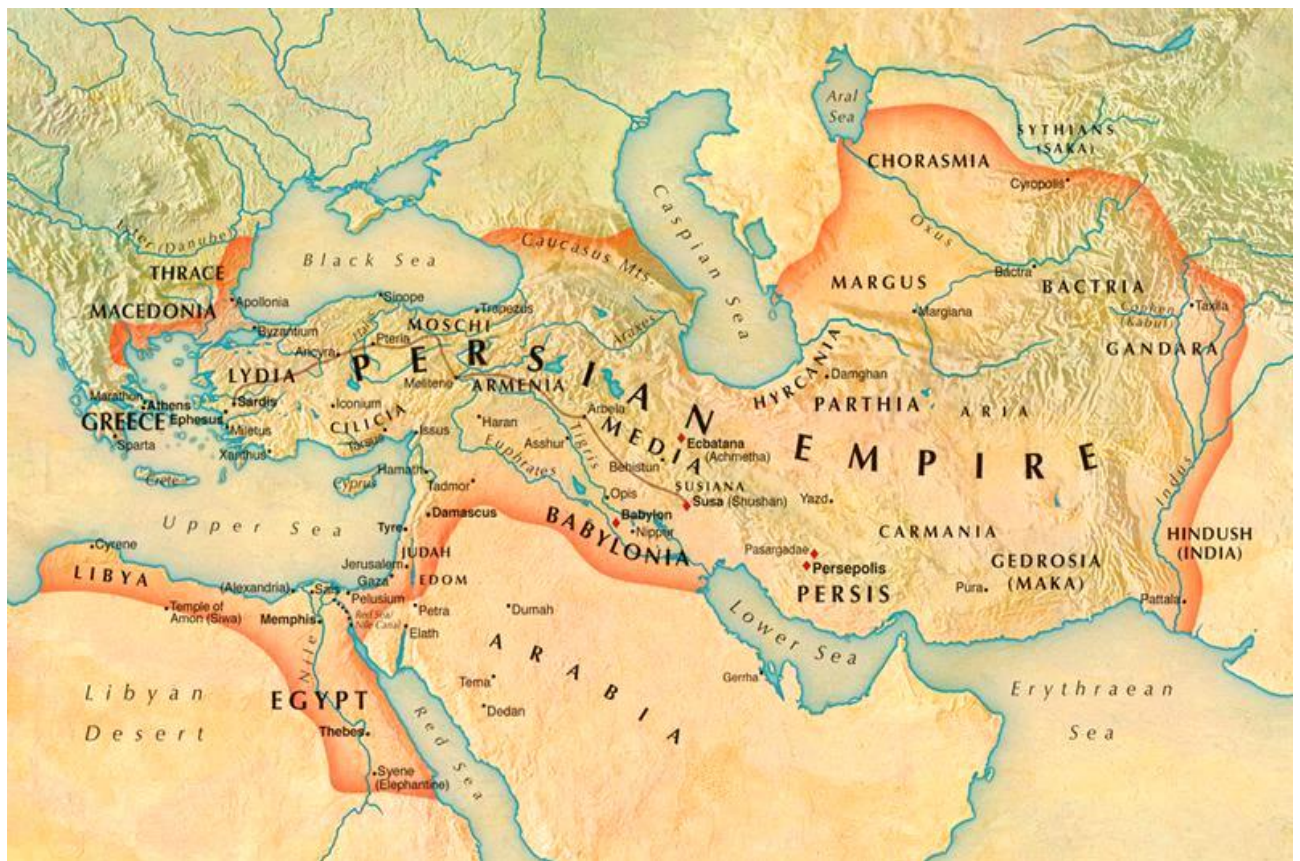 Aral
Sea
SYTHIANS
(SAKA)
CHORASMIA
Cyropolis
Caspian Sea
Oxus
Ister (Danube)
Black Sea
Caucasus Mts.
THRACE
MACEDONIA
Apollonia
Sinope
Trapezus
MARGUS
Bactra
BACTRIA
Taxila
Cophen
(Kabul)
Margiana
GANDARA
Byzantium
Halys
Pteria
MOSCHI
Araxes
Ancyra
PERSIAN EMPIRE
LYDIA
Melitene
ARMENIA
HYRCANIA
Damghan
PARTHIA
ARIA
Marathon
Athens
GREECE
Ephesus
Sardis
Iconium
CILICIA
Miletus
Tarsus
Issus
Haran
Arbela
MEDIA
Sparta
Xanthus
Euphrates
Asshur
Tigris
Ecbatana
(Achmetha)
Behistun
Crete
Cyprus
Hamath
Tadmor
SUSIANA
Opis
Susa (Shushan)
Yazd
Indus
Upper Sea
Tyre
Damascus
Babylon
BABYLONIA
Nippur
CARMANIA
HINDUSH
(INDIA)
Cyrene
JUDAH
Jerusalem
Pasargadae
Persepolis
GEDROSIA
(MAKA)
LIBYA
(Alexandria)
Sais
Gaza
EDOM
Pelusium
PERSIS
Pura
Pattala
Temple of
Amon (Siwa)
Memphis
Red Sea/
Nile Canal
Petra
Dumah
Elath
Lower Sea
Nile
ARABIA
Gerrha
Libyan
Desert
EGYPT
Tema
Dedan
Erythraean
Sea
Thebes
Red Sea
Syene
(Elephantine)